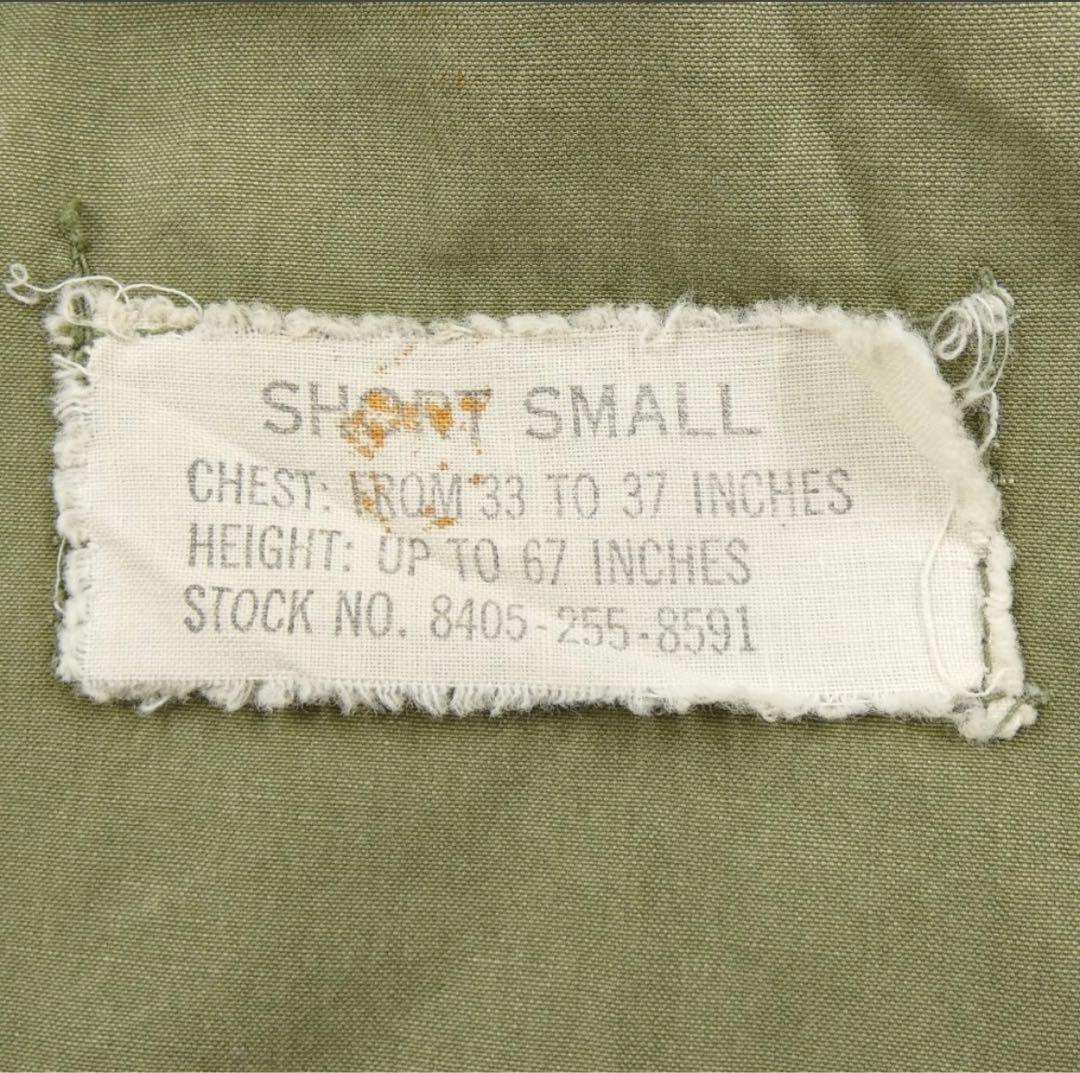 SHORT SMALL
CHEST: FROM 33 TO 37 INCHES
HEIGHT: UP TO 67 INCHES
STOCK NO. 8405-255-8591